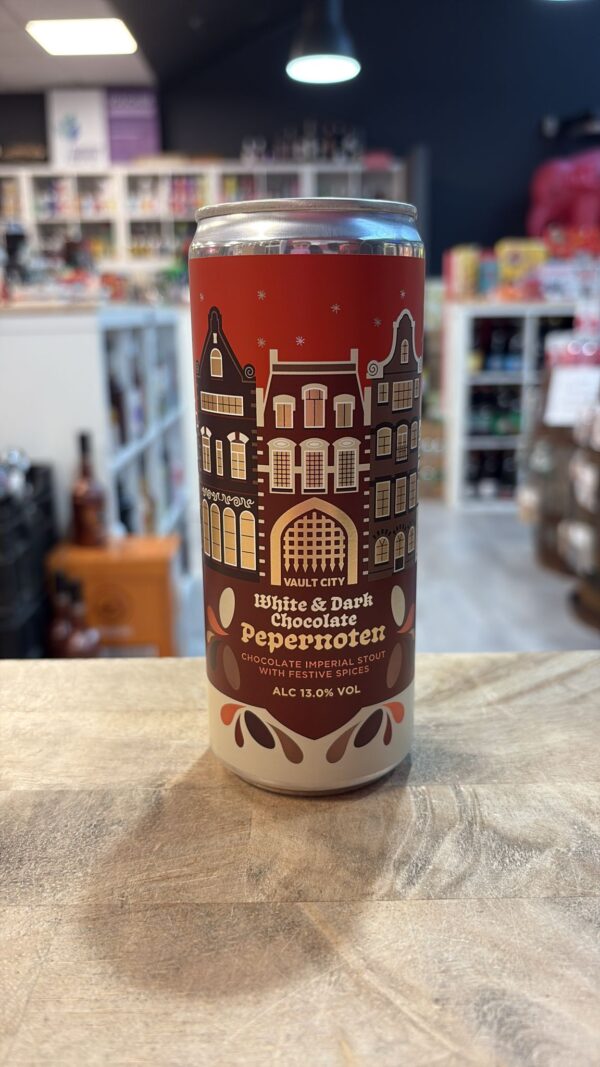 VAULT CITY
White & Dark
Chocolate
Pepernoten
CHOCOLATE IMPERIAL STOUT
WITH FESTIVE SPICES
ALC 13.0% VOL